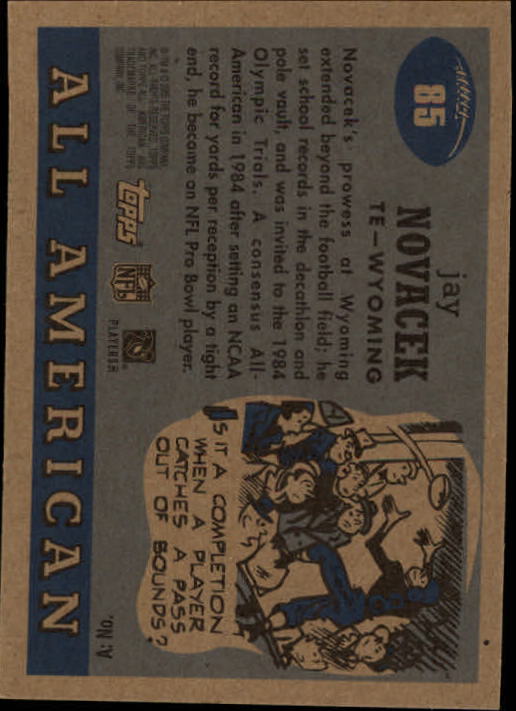 85
jay
NOVACEK
TE—WYOMING
Novacek's prowess at Wyoming
extended beyond the football field; he
set school records in the decathlon and
pole vault, and was invited to the 1984
Olympic Trials. A consensus All-
American in 1984 after setting an NCAA
record for yards per reception by a tight
end, he became an NFL Pro Bowl player.
IS IT A COMPLETION
WHEN A PLAYER
CATCHES A PASS
OUT OF BOUNDS?
A: No.
topps
NFL
PLAYERS
ALL AMERICAN